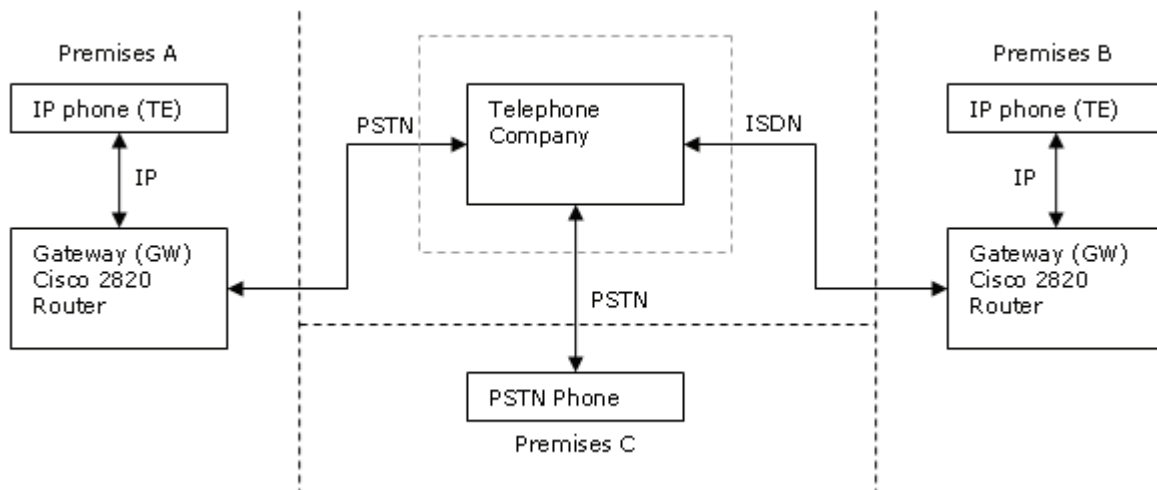 Premises A
IP phone (TE)
IP
Gateway (GW)
Cisco 2820
Router
PSTN
Telephone
Company
ISDN
PSTN
PSTN Phone
Premises C
Premises B
IP phone (TE)
IP
Gateway (GW)
Cisco 2820
Router